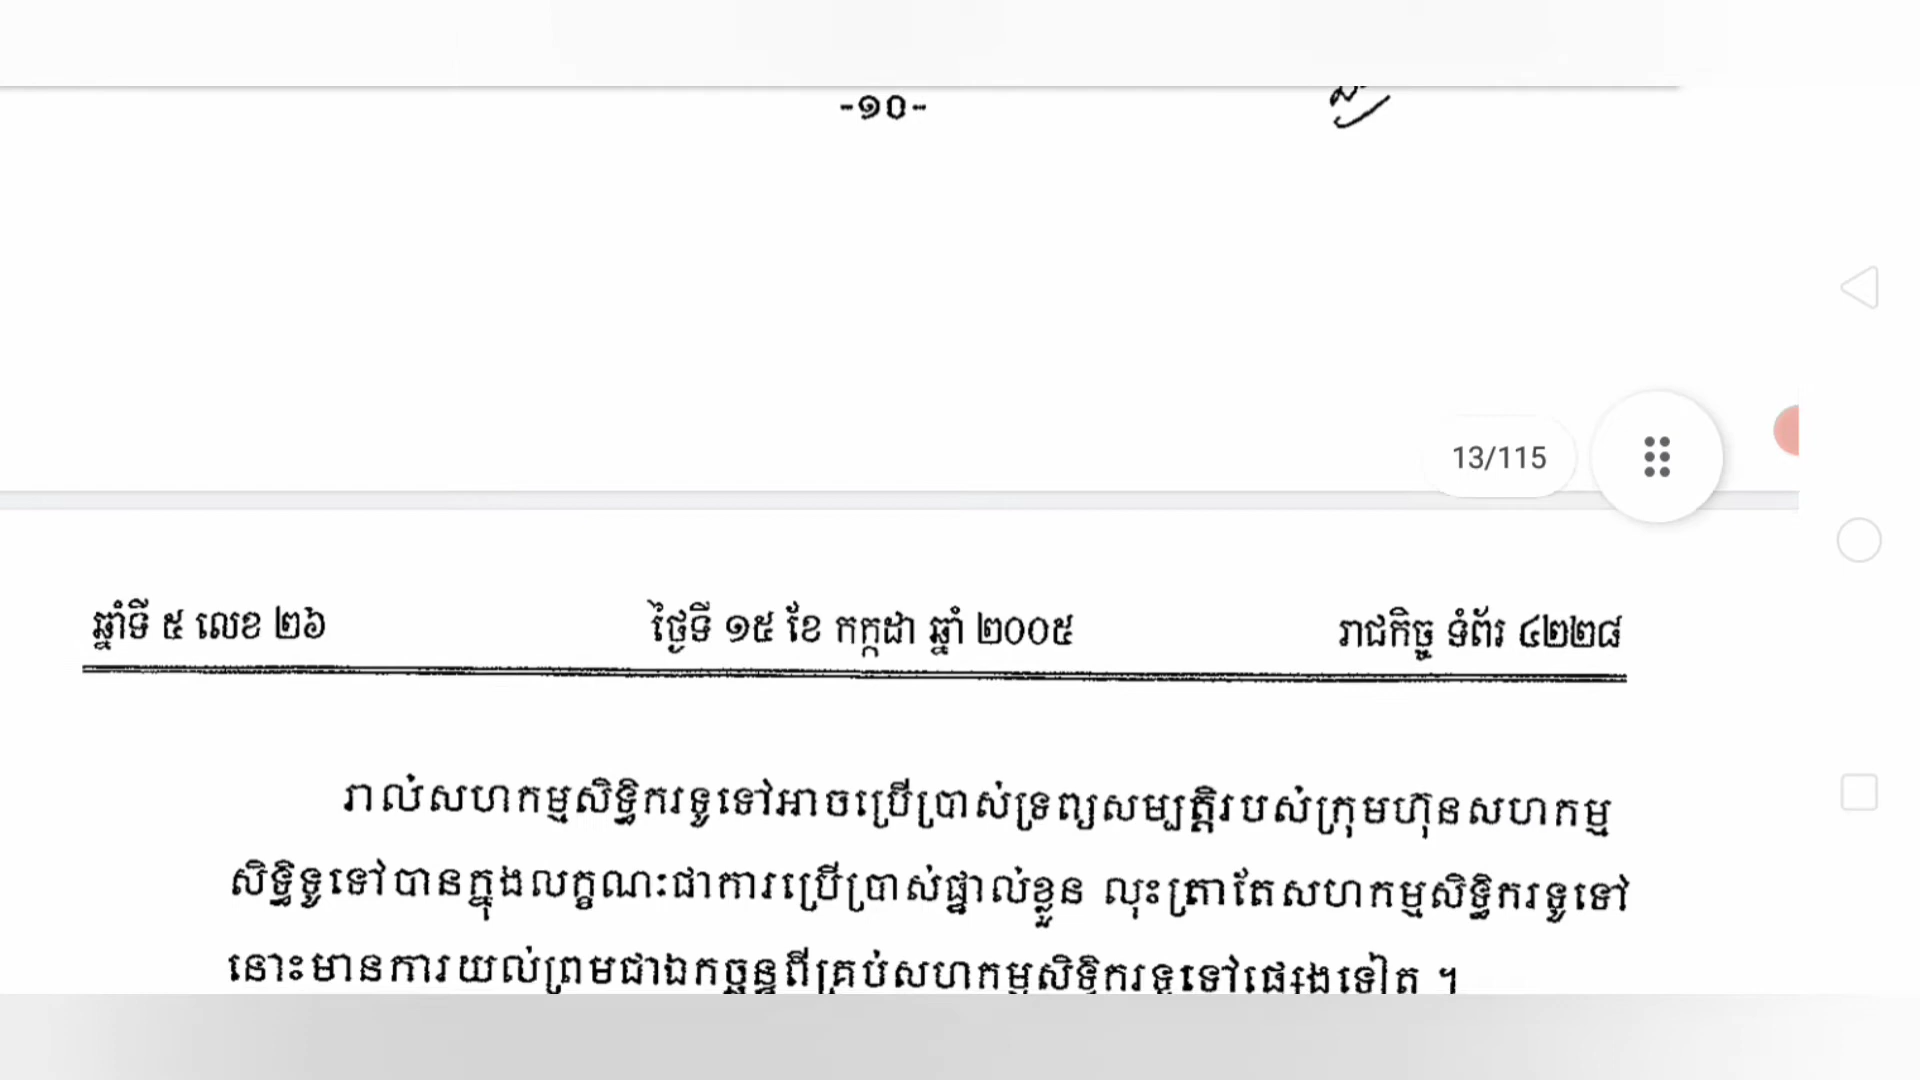 -១០-
13/115
ឆ្នាំទី ៥ លេខ ២៦
ថ្ងៃទី ១៥ ខែ កក្កដា ឆ្នាំ ២០០៥
រាជកិច្ច ទំព័រ ៤២២៨
រាល់សហកម្មសិទ្ធិករទូទៅអាចប្រើប្រាស់ទ្រព្យសម្បត្តិរបស់ក្រុមហ៊ុនសហកម្ម
សិទ្ធិទូទៅបានក្នុងលក្ខណៈជាការប្រើប្រាស់ផ្ទាល់ខ្លួន លុះត្រាតែសហកម្មសិទ្ធិករទូទៅ
នោះមានការយល់ព្រមជាឯកច្ឆន្ទពីគ្រប់សហកម្មសិទ្ធិករទូទៅផ្សេងទៀត ។